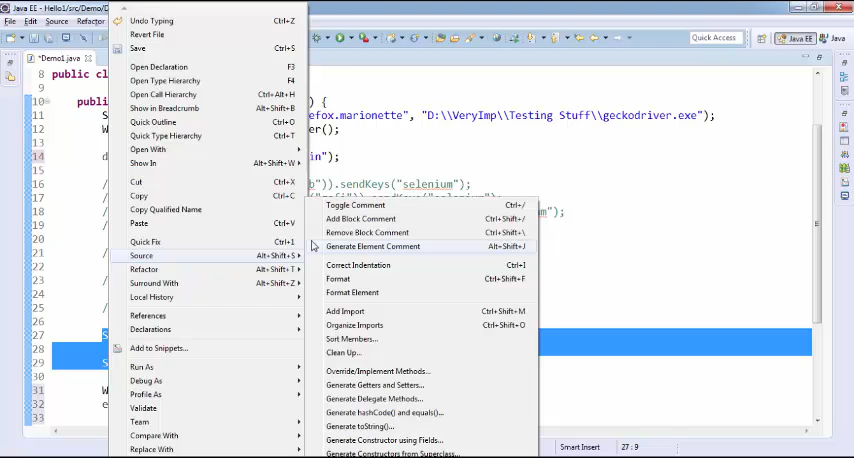 Java EE - Hello1/src/Demo/D
File Edit Source Refactor
Quick Access
Java EE
Java
*Demo1.java
8 public cl
10 publi ) {
11 S efox.marionette", "D:\\VeryImp\\Testing Stuff\\geckodriver.exe");
12 W er();
13
14 d in");
15
16 // b")).sendKeys("selenium");
17 //
18 // m");
19
20
21 //
22
23 //
24
25 //
26
27 S
28
29 S
30
31 W
32 e
33
Undo Typing Ctrl+Z
Revert File
Save Ctrl+S
Open Declaration F3
Open Type Hierarchy F4
Open Call Hierarchy Ctrl+Alt+H
Show in Breadcrumb Alt+Shift+B
Quick Outline Ctrl+O
Quick Type Hierarchy Ctrl+T
Open With
Show In Alt+Shift+W
Cut Ctrl+X
Copy Ctrl+C
Copy Qualified Name
Paste Ctrl+V
Quick Fix Ctrl+1
Source Alt+Shift+S
Refactor Alt+Shift+T
Surround With Alt+Shift+Z
Local History
References
Declarations
Add to Snippets...
Run As
Debug As
Profile As
Validate
Team
Compare With
Replace With
Toggle Comment Ctrl+/
Add Block Comment Ctrl+Shift+/
Remove Block Comment Ctrl+Shift+\
Generate Element Comment Alt+Shift+J
Correct Indentation Ctrl+I
Format Ctrl+Shift+F
Format Element
Add Import Ctrl+Shift+M
Organize Imports Ctrl+Shift+O
Sort Members...
Clean Up...
Override/Implement Methods...
Generate Getters and Setters...
Generate Delegate Methods...
Generate hashCode() and equals()...
Generate toString()...
Generate Constructor using Fields...
Generate Constructors from Superclass...
Smart Insert
27 : 9